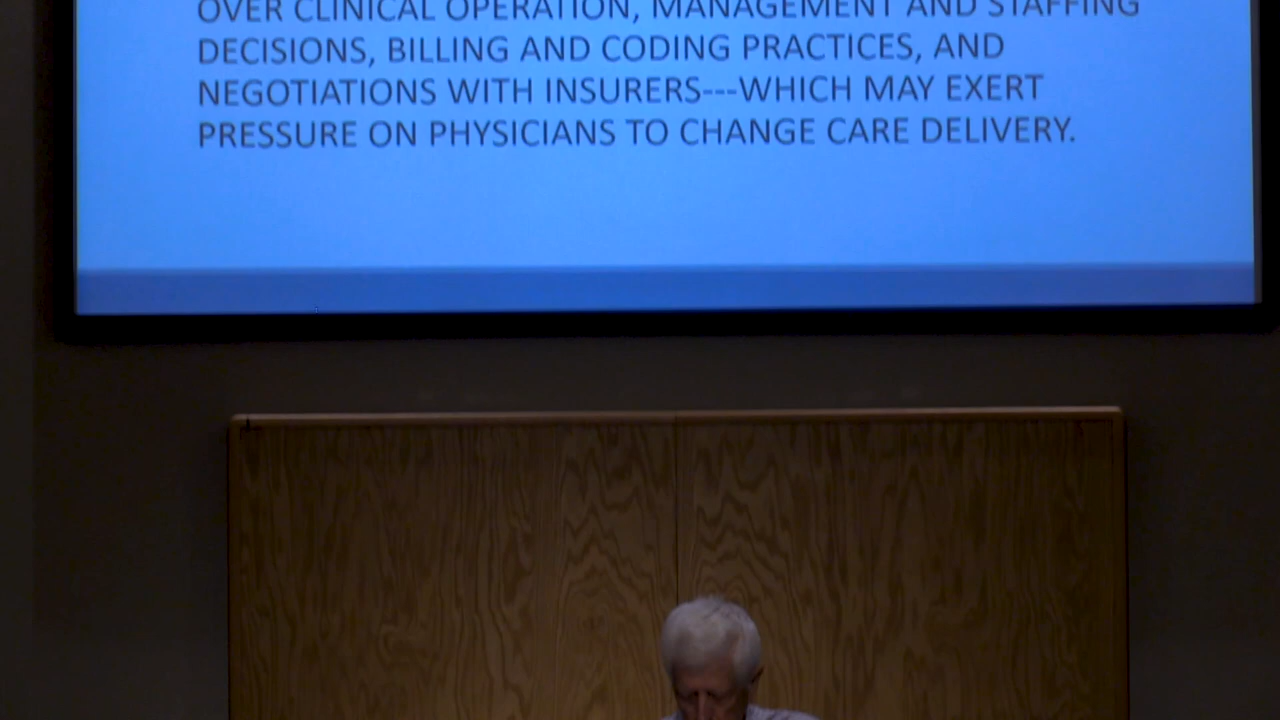 OVER CLINICAL OPERATION, MANAGEMENT AND STAFFING
DECISIONS, BILLING AND CODING PRACTICES, AND
NEGOTIATIONS WITH INSURERS---WHICH MAY EXERT
PRESSURE ON PHYSICIANS TO CHANGE CARE DELIVERY.